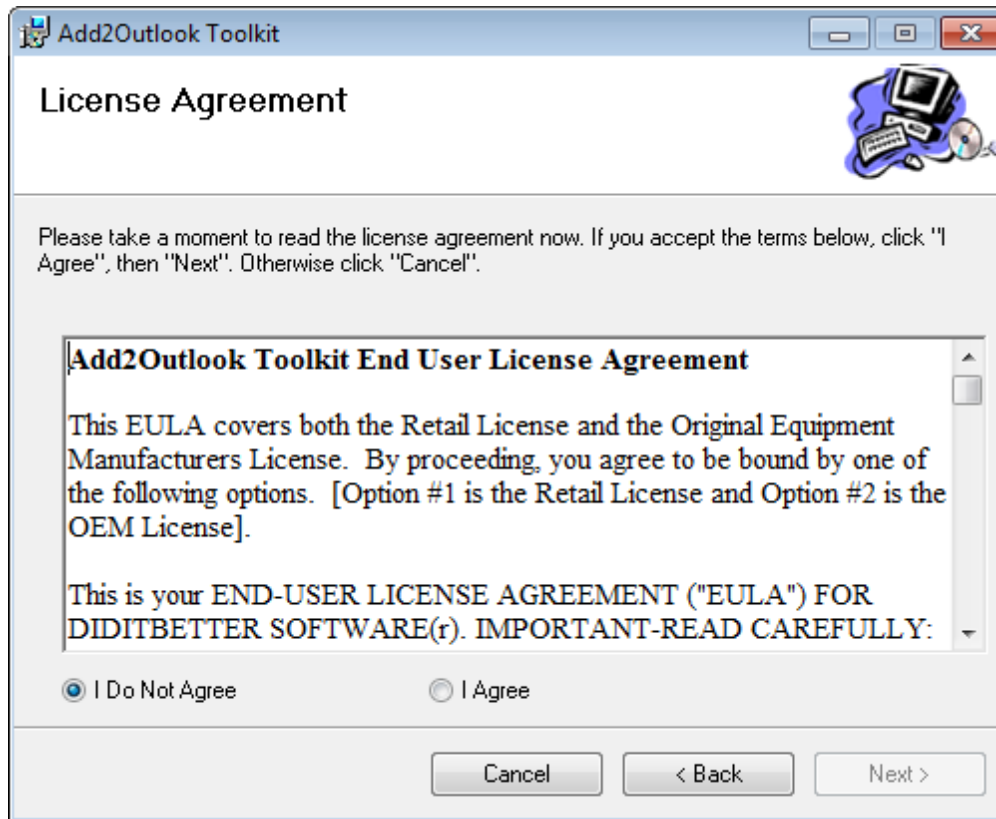 Add2Outlook Toolkit
License Agreement
Please take a moment to read the license agreement now. If you accept the terms below, click "I
Agree", then "Next". Otherwise click "Cancel".
Add2Outlook Toolkit End User License Agreement
This EULA covers both the Retail License and the Original Equipment
Manufacturers License.  By proceeding, you agree to be bound by one of
the following options.  [Option #1 is the Retail License and Option #2 is the
OEM License].
This is your END-USER LICENSE AGREEMENT ("EULA") FOR
DIDITBETTER SOFTWARE(r). IMPORTANT-READ CAREFULLY:
I Do Not Agree
I Agree
Cancel
< Back
Next >